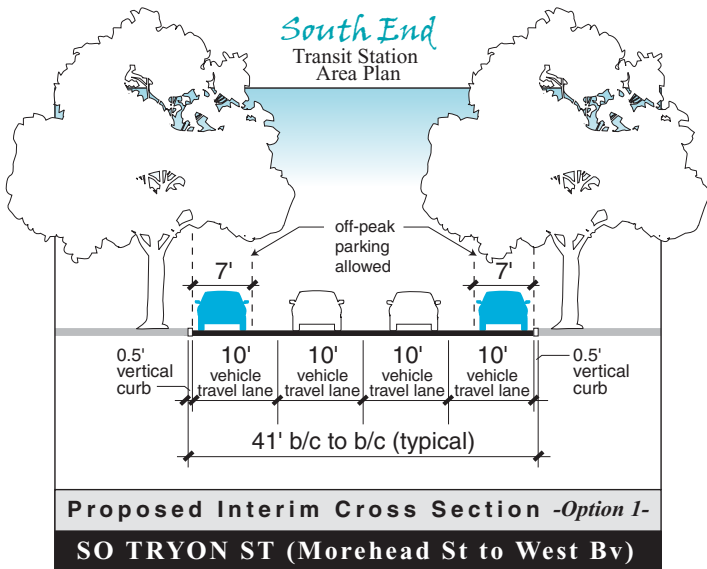 South End
Transit Station
Area Plan
off-peak
parking
allowed
7'
7'
0.5'
vertical
curb
10'
vehicle
travel lane
10'
vehicle
travel lane
10'
vehicle
travel lane
10'
vehicle
travel lane
0.5'
vertical
curb
41' b/c to b/c (typical)
Proposed Interim Cross Section -Option 1-
SO TRYON ST (Morehead St to West Bv)